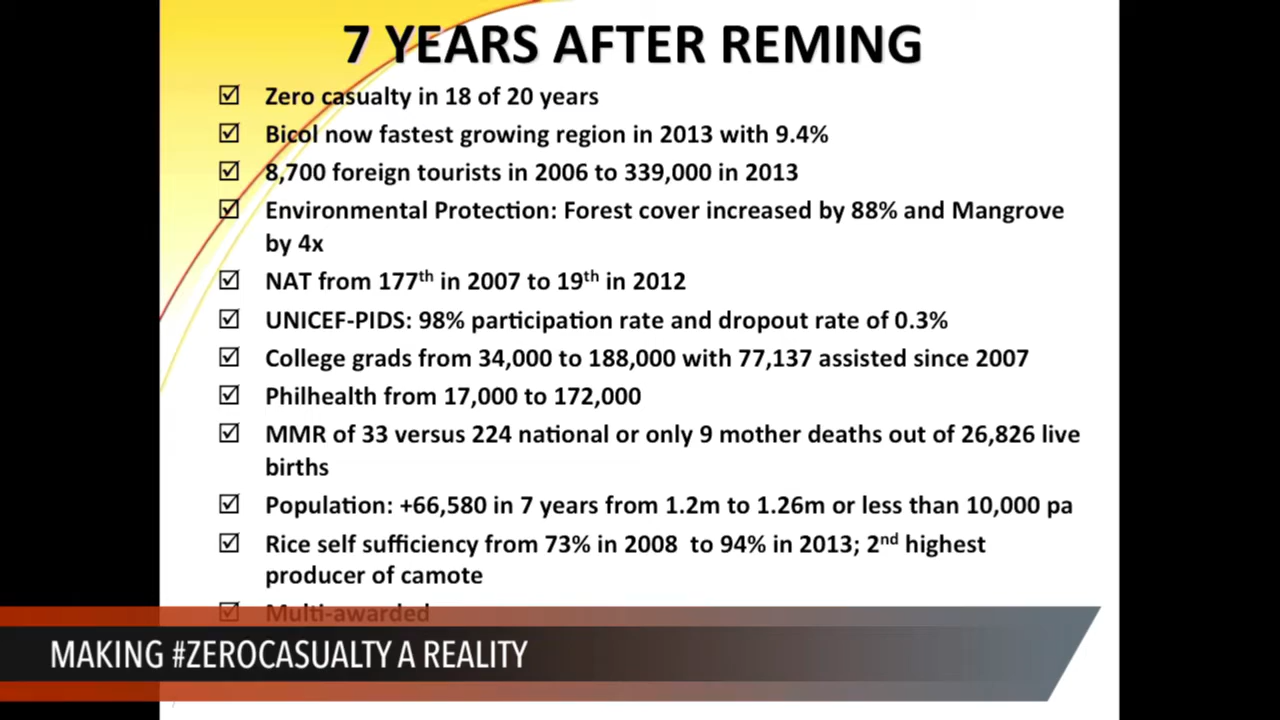 7 YEARS AFTER REMING
Zero casualty in 18 of 20 years
Bicol now fastest growing region in 2013 with 9.4%
8,700 foreign tourists in 2006 to 339,000 in 2013
Environmental Protection: Forest cover increased by 88% and Mangrove
by 4x
NAT from 177th in 2007 to 19th in 2012
UNICEF-PIDS: 98% participation rate and dropout rate of 0.3%
College grads from 34,000 to 188,000 with 77,137 assisted since 2007
Philhealth from 17,000 to 172,000
MMR of 33 versus 224 national or only 9 mother deaths out of 26,826 live
births
Population: +66,580 in 7 years from 1.2m to 1.26m or less than 10,000 pa
Rice self sufficiency from 73% in 2008 to 94% in 2013; 2nd highest
producer of camote
Multi-awarded
MAKING #ZEROCASUALTY A REALITY